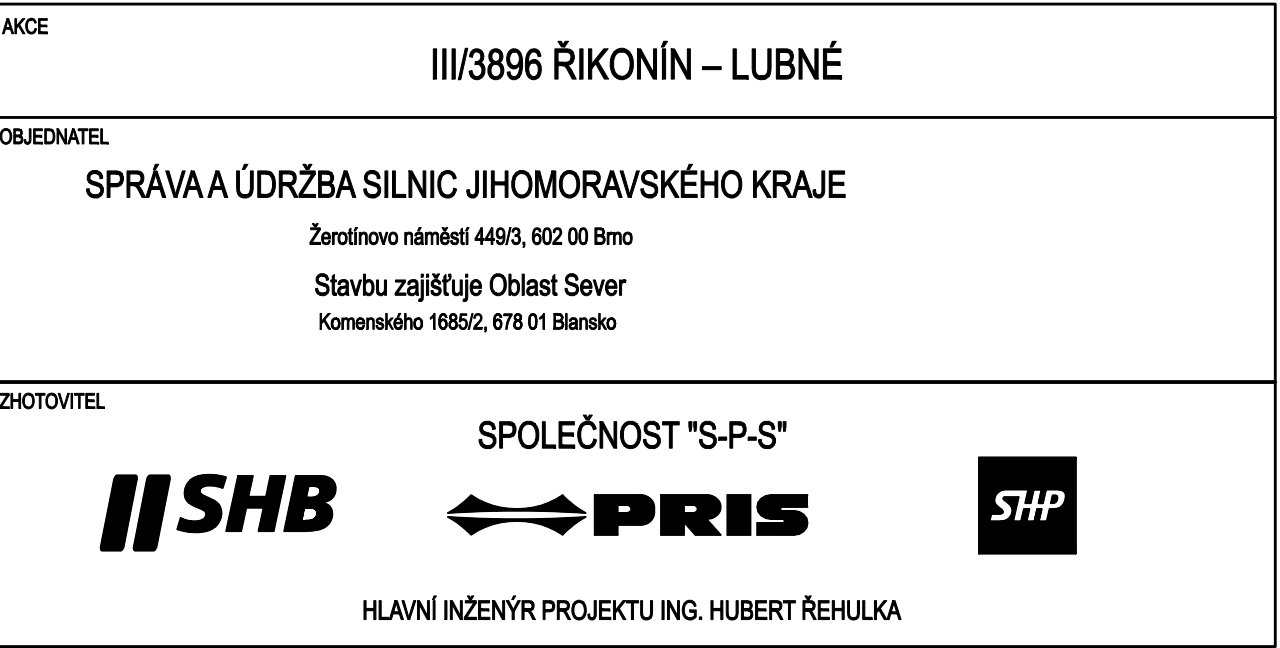 AKCE
III/3896 ŘIKONÍN – LUBNÉ
OBJEDNATEL
SPRÁVA A ÚDRŽBA SILNIC JIHOMORAVSKÉHO KRAJE
Žerotínovo náměstí 449/3, 602 00 Brno
Stavbu zajišťuje Oblast Sever
Komenského 1685/2, 678 01 Blansko
ZHOTOVITEL
SPOLEČNOST "S-P-S"
SHB PRIS SHP
HLAVNÍ INŽENÝR PROJEKTU ING. HUBERT ŘEHULKA